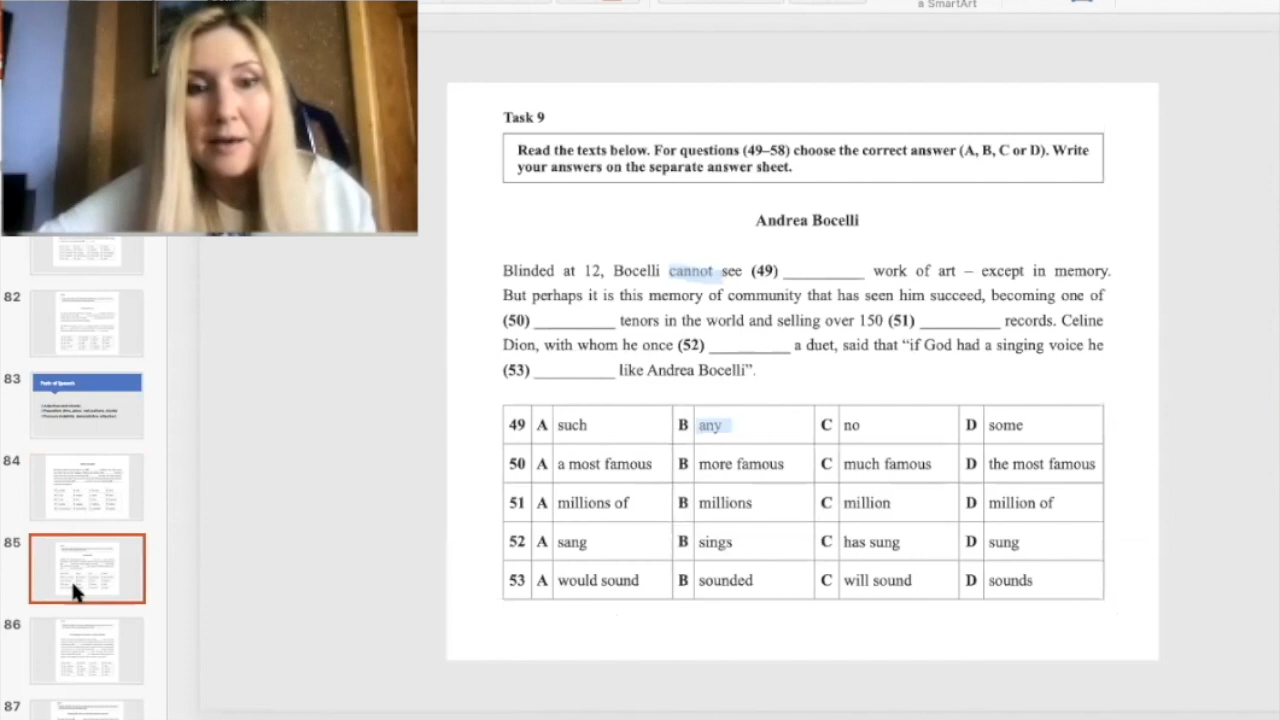 a SmartArt
82
83
84
85
86
87
Task 9
Read the texts below. For questions (49–58) choose the correct answer (A, B, C or D). Write
your answers on the separate answer sheet.
Andrea Bocelli
Blinded at 12, Bocelli cannot see (49) __________ work of art – except in memory.
But perhaps it is this memory of community that has seen him succeed, becoming one of
(50) __________ tenors in the world and selling over 150 (51) __________ records. Celine
Dion, with whom he once (52) __________ a duet, said that “if God had a singing voice he
(53) __________ like Andrea Bocelli”.
49 A such B any C no D some
50 A a most famous B more famous C much famous D the most famous
51 A millions of B millions C million D million of
52 A sang B sings C has sung D sung
53 A would sound B sounded C will sound D sounds